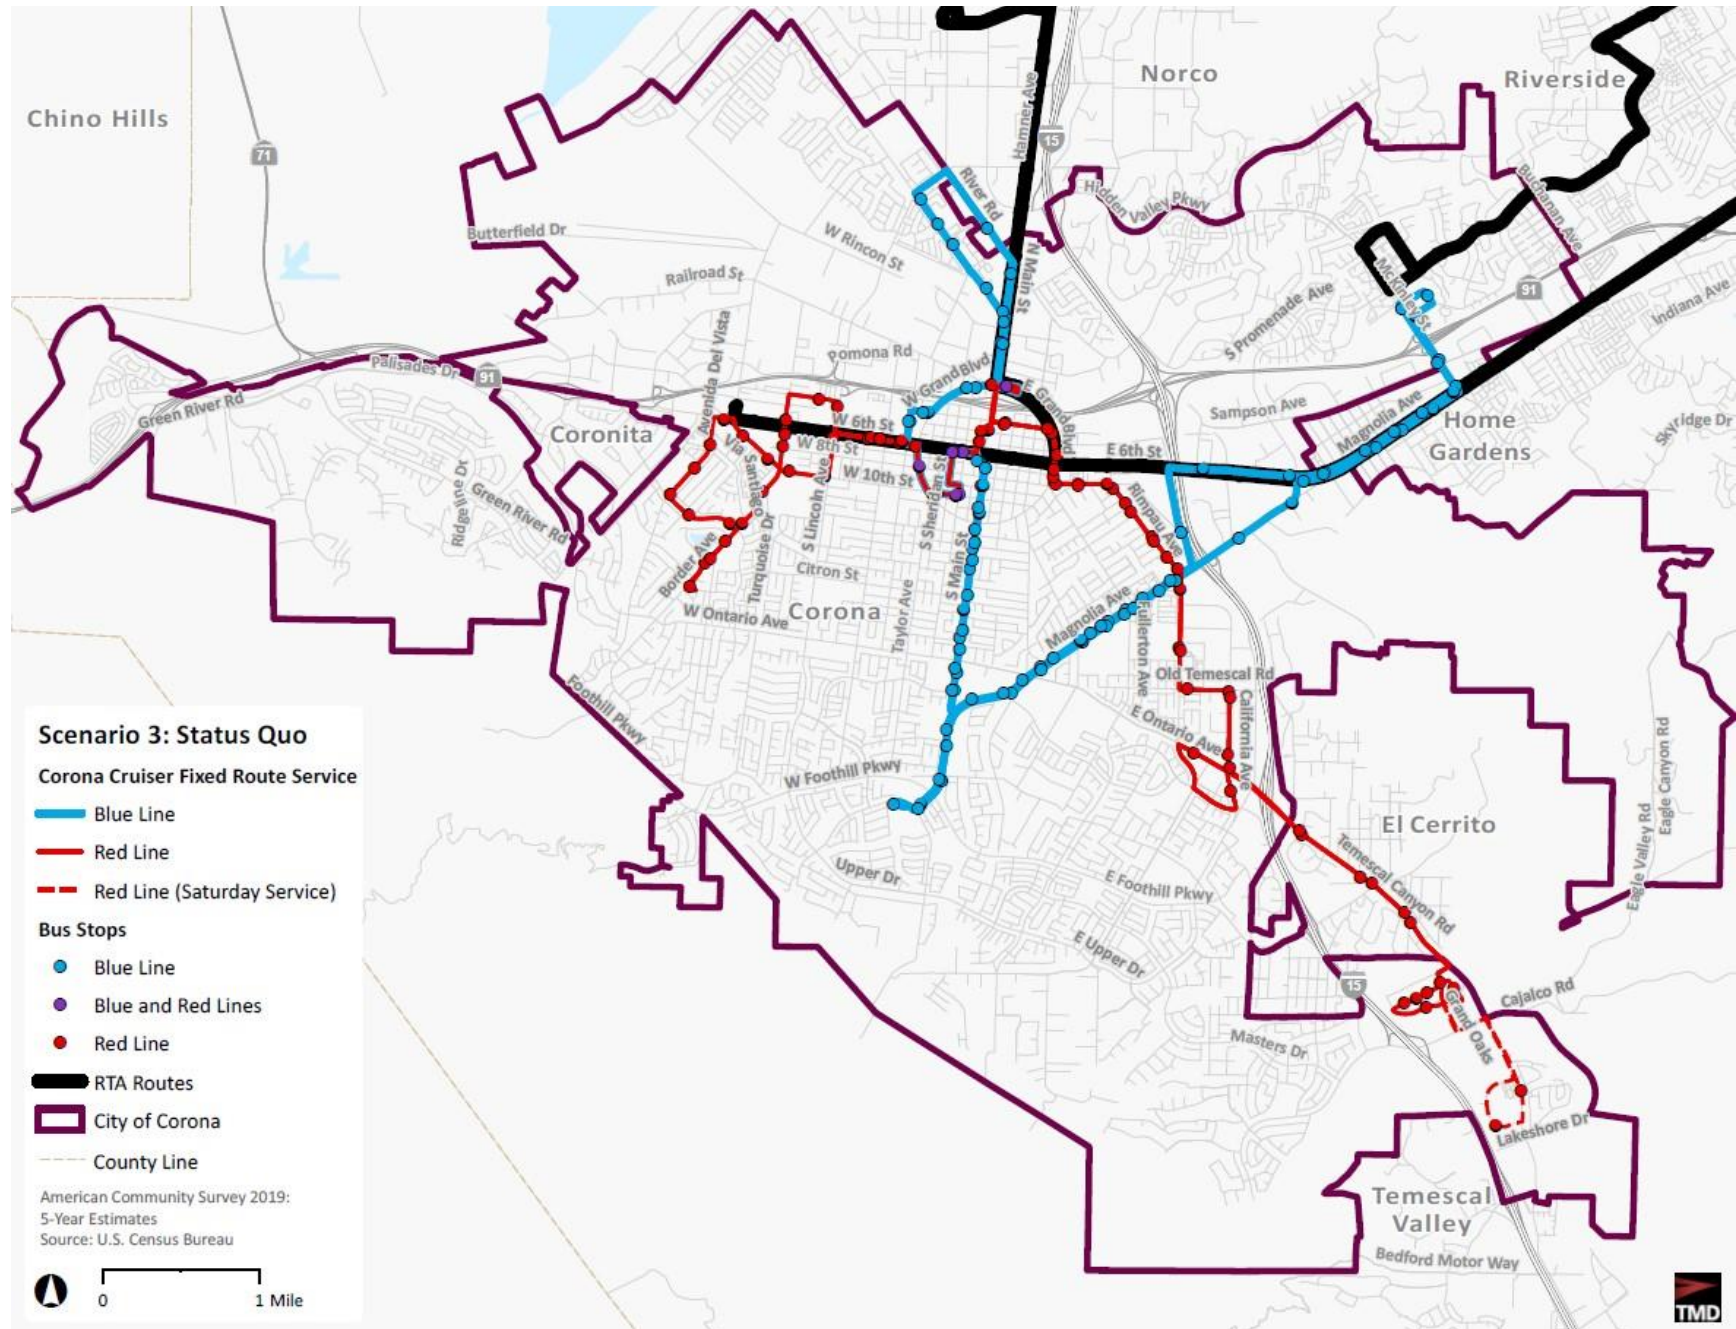 Chino Hills
71
Norco
Riverside
Hamner Ave
15
River Rd
Hidden Valley Pkwy
Buchanan Ave
Butterfield Dr
W Rincon St
N Main St
Railroad St
McKinley St
91
Indiana Ave
S Promenade Ave
Avenida Del Vista
Pomona Rd
Palisades Dr
91
W Grand Blvd
E Grand Blvd
Green River Rd
Sampson Ave
Magnolia Ave
Home
Gardens
Skyridge Dr
Coronita
W 6th St
W 8th St
E 6th St
Via Santiago
W 10th St
S Lincoln Ave
S Sheridan St
Rimpau Ave
Ridgeline Dr
Green River Rd
Turquoise Dr
Border Ave
Citron St
S Main St
W Ontario Ave
Corona
Taylor Ave
Magnolia Ave
Fullerton Ave
Old Temescal Rd
California Ave
E Ontario Ave
Foothill Pkwy
W Foothill Pkwy
Eagle Canyon Rd
Eagle Valley Rd
El Cerrito
Temescal Canyon Rd
Upper Dr
E Foothill Pkwy
E Upper Dr
15
Cajalco Rd
Grand Oaks
Masters Dr
Lakeshore Dr
Temescal
Valley
Bedford Motor Way
Scenario 3: Status Quo
Corona Cruiser Fixed Route Service
Blue Line
Red Line
Red Line (Saturday Service)
Bus Stops
Blue Line
Blue and Red Lines
Red Line
RTA Routes
City of Corona
County Line
American Community Survey 2019:
5-Year Estimates
Source: U.S. Census Bureau
0 1 Mile
TMD